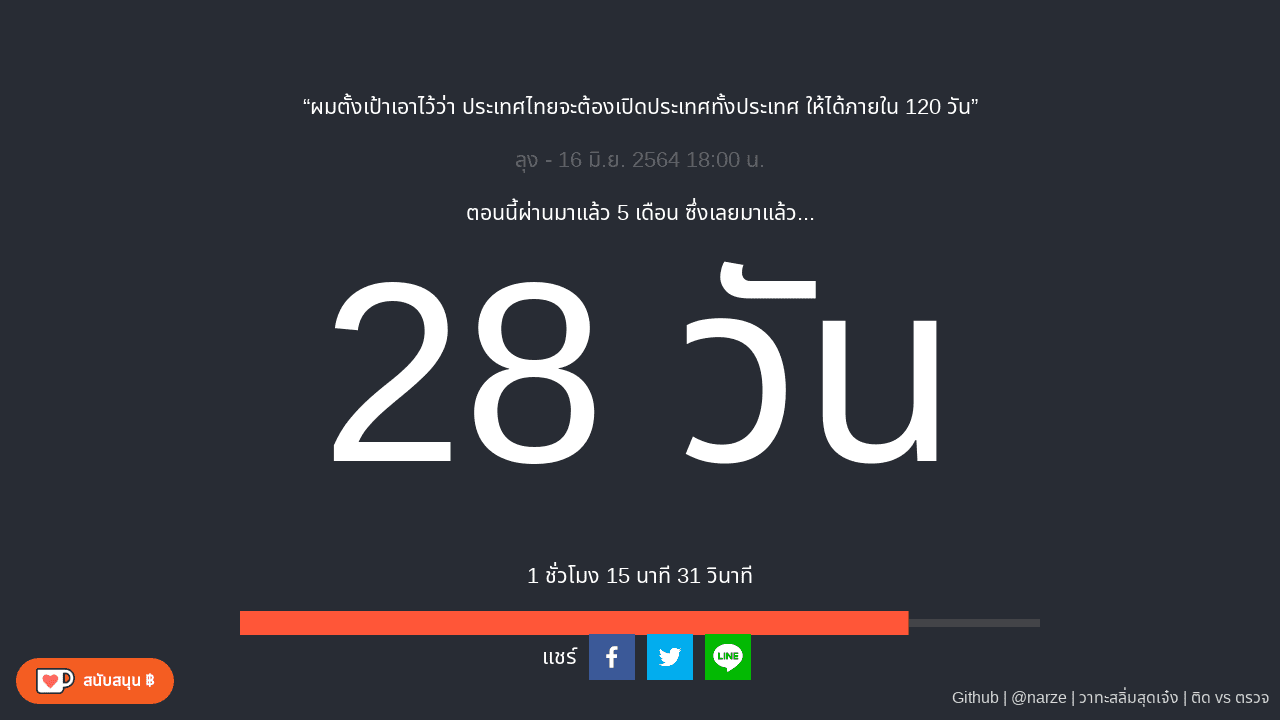 “ผมตั้งเป้าเอาไว้ว่า ประเทศไทยจะต้องเปิดประเทศทั้งประเทศ ให้ได้ภายใน 120 วัน”
ลุง - 16 มิ.ย. 2564 18:00 น.
ตอนนี้ผ่านมาแล้ว 5 เดือน ซึ่งเลยมาแล้ว...
28 วัน
1 ชั่วโมง 15 นาที 31 วินาที
แชร์
LINE
สนับสนุน ฿
Github | @narze | วาทะสลิ่มสุดเจ๋ง | ติด vs ตรวจ